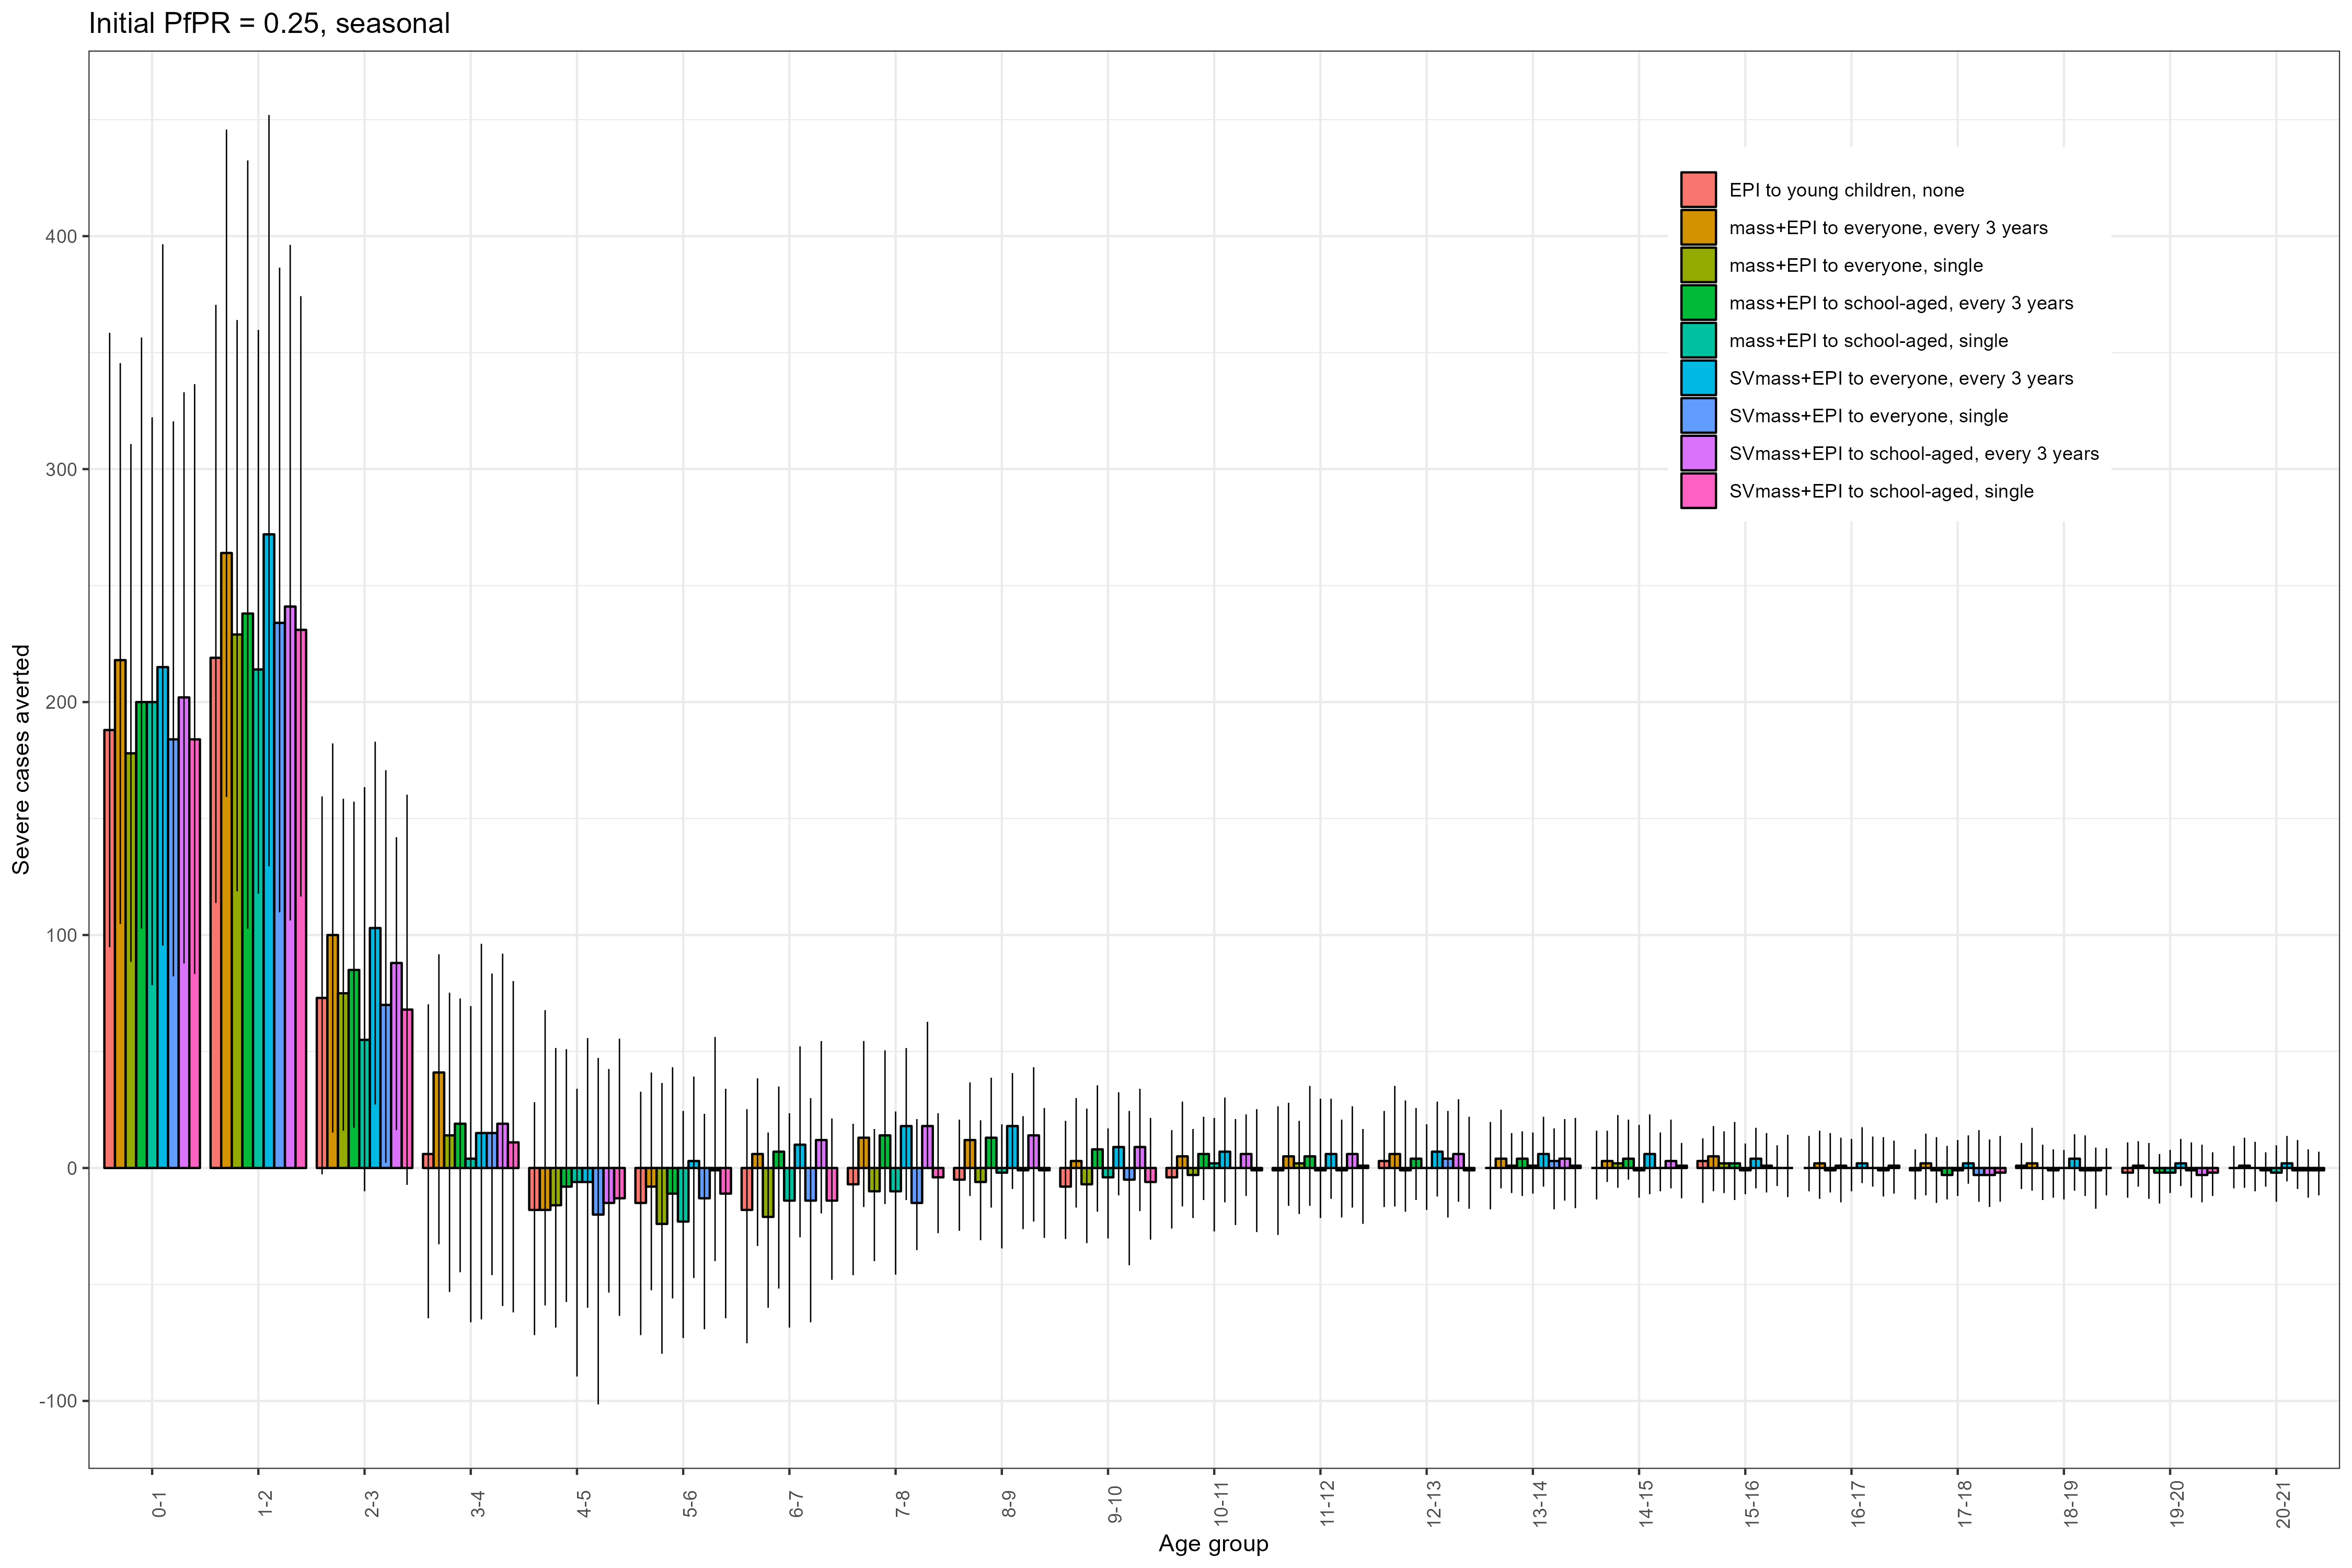 Initial PfPR = 0.25, seasonal
Severe cases averted
400
300
200
100
0
-100
EPI to young children, none
mass+EPI to everyone, every 3 years
mass+EPI to everyone, single
mass+EPI to school-aged, every 3 years
mass+EPI to school-aged, single
SVmass+EPI to everyone, every 3 years
SVmass+EPI to everyone, single
SVmass+EPI to school-aged, every 3 years
SVmass+EPI to school-aged, single
0-1
1-2
2-3
3-4
4-5
5-6
6-7
7-8
8-9
9-10
10-11
11-12
12-13
13-14
14-15
15-16
16-17
17-18
18-19
19-20
20-21
Age group